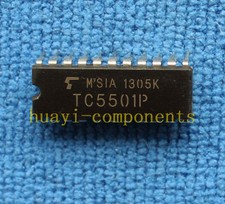 M'SIA 1305K
TC5501P
huayi-components